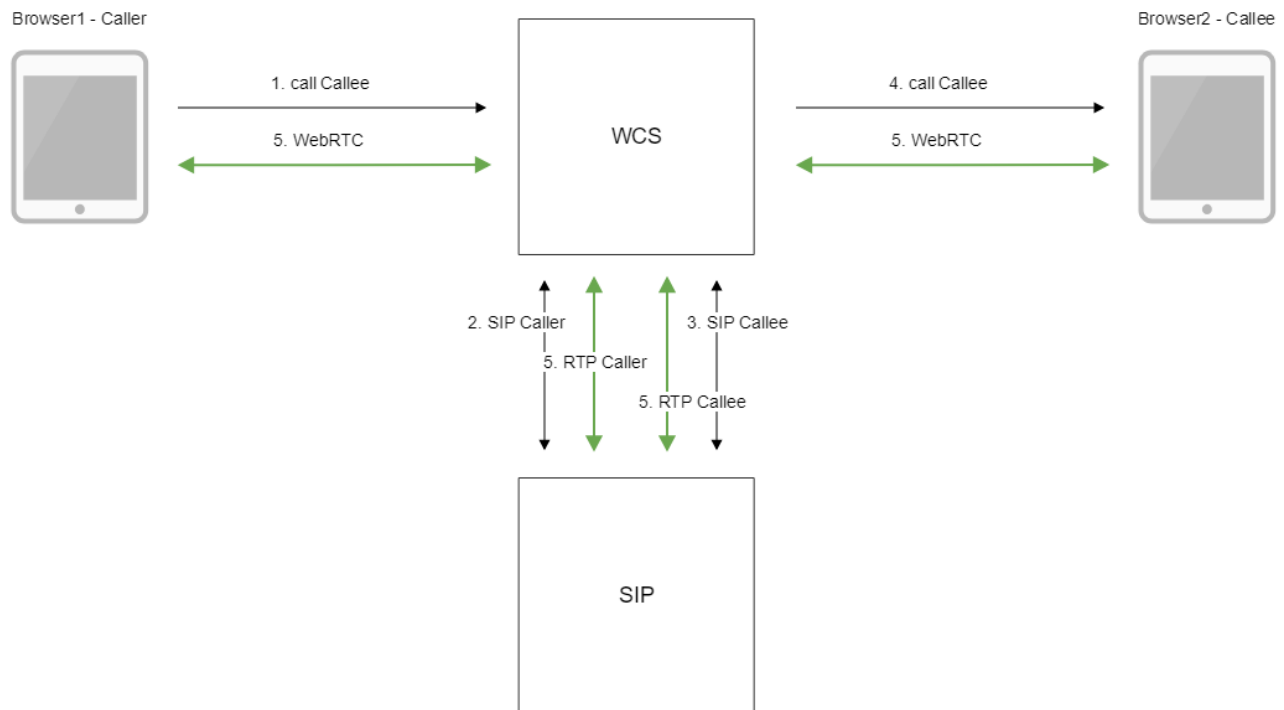 Browser1 - Caller
Browser2 - Callee
1. call Callee
4. call Callee
5. WebRTC
WCS
5. WebRTC
2. SIP Caller
3. SIP Callee
5. RTP Caller
5. RTP Callee
SIP